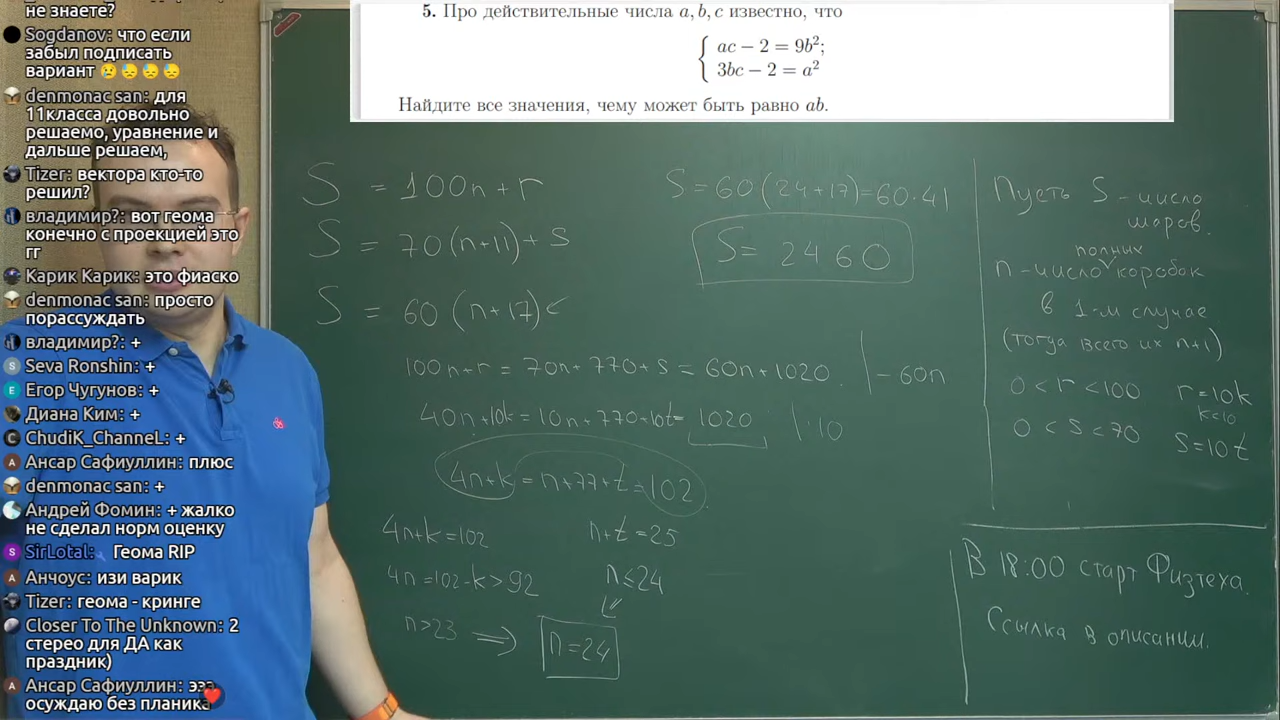 не знаете?
Sogdanov: что если
забыл подписать
вариант 😢😓😓😓
denmonac san: для
11класса довольно
решаемо, уравнение и
дальше решаем,
Tizer: вектора кто-то
решил?
владимир?: вот геома
конечно с проекцией это
гг
Карик Карик: это фиаско
denmonac san: просто
порассуждать
владимир?: +
Seva Ronshin: +
Егор Чугунов: +
Диана Ким: +
ChudiK_ChanneL: +
Ансар Сафиуллин: плюс
denmonac san: +
Андрей Фомин: + жалко
не сделал норм оценку
SirLotal: Геома RIP
Анчоус: изи варик
Tizer: геома - кринге
Closer To The Unknown: 2
стерео для ДА как
праздник)
Ансар Сафиуллин: эээ
осуждаю без планика
5. Про действительные числа a, b, c известно, что
ac − 2 = 9b²;
3bc − 2 = a²
Найдите все значения, чему может быть равно ab.
S = 100n + r
S = 70(n+11) + s
S = 60(n+17)
100n+r = 70n+770+s = 60n+1020 | - 60n
40n+10k = 10n+770+10t = 1020 | :10
4n+k = n+77+t = 102
4n+k=102
4n=102-k>92
n>23 ⟹ n=24
n+t=25
n≤24
S=60(24+17)=60·41
S= 2460
Пусть S - число
шаров.
n - число полных коробок
в 1-м случае
(тогда всего их n+1)
0 < r < 100 r=10k
k<10
0 < s < 70 s=10t
В 18:00 старт Физтеха.
Ссылка в описании.